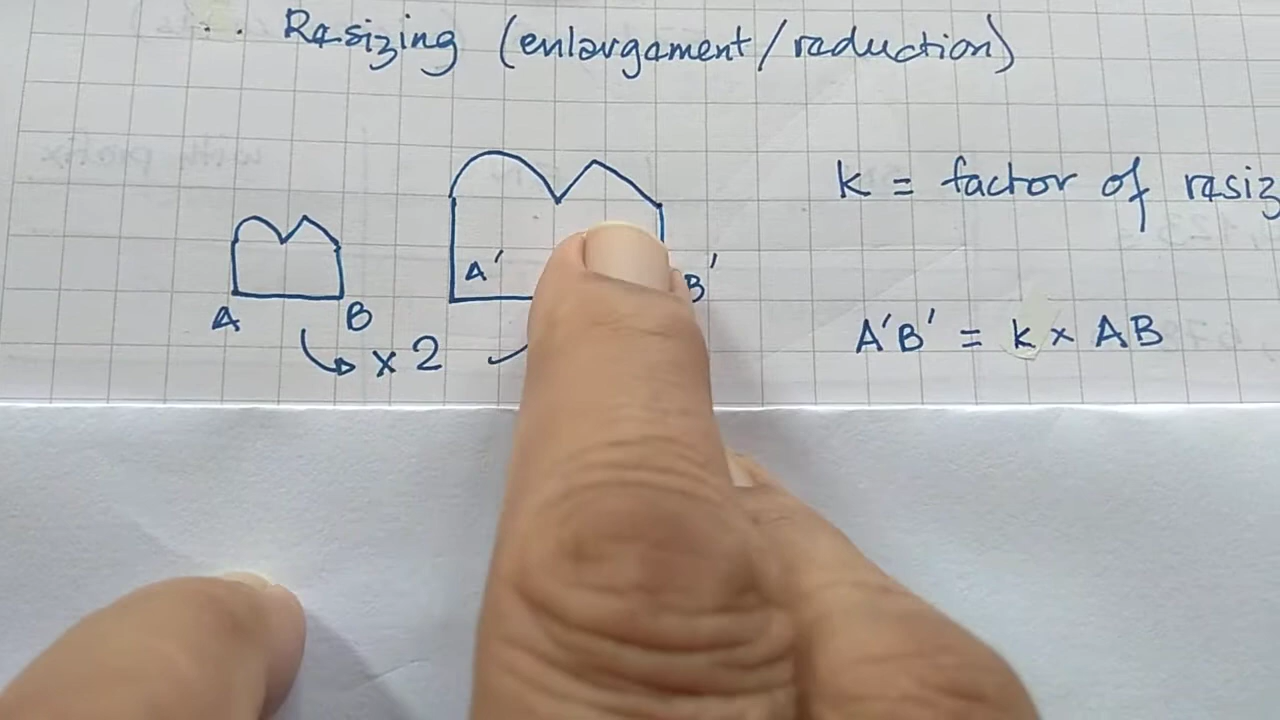 Resizing (enlargement/reduction)
k = factor of resiz
A' B'
A B
x 2
A'B' = k x AB